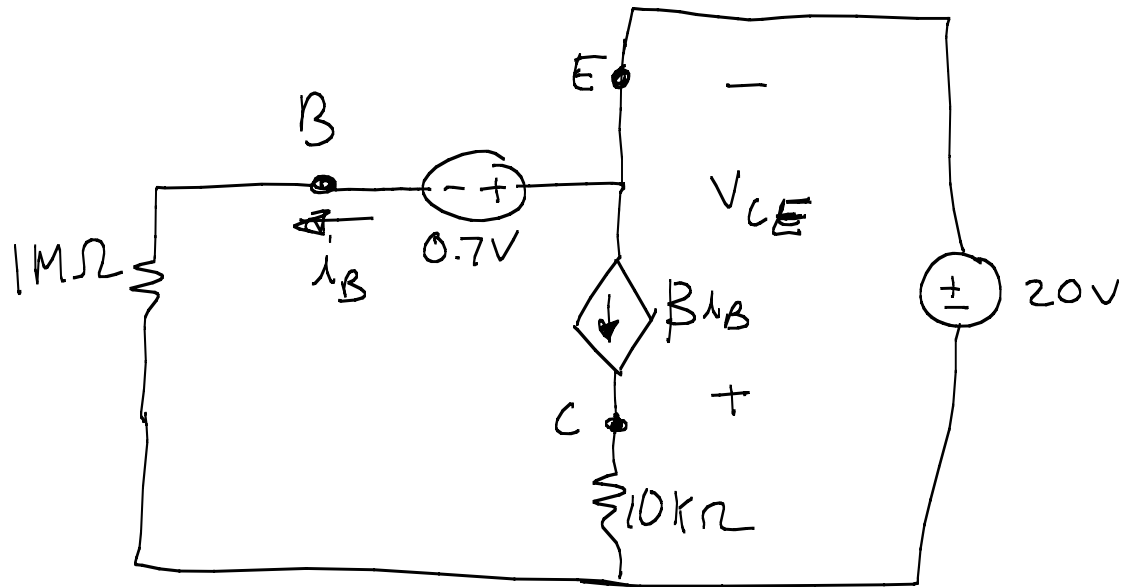 E
−
B
− +
V_CE
0.7V
1MΩ
i_B
βi_B
+
−
20V
+
C
10KΩ